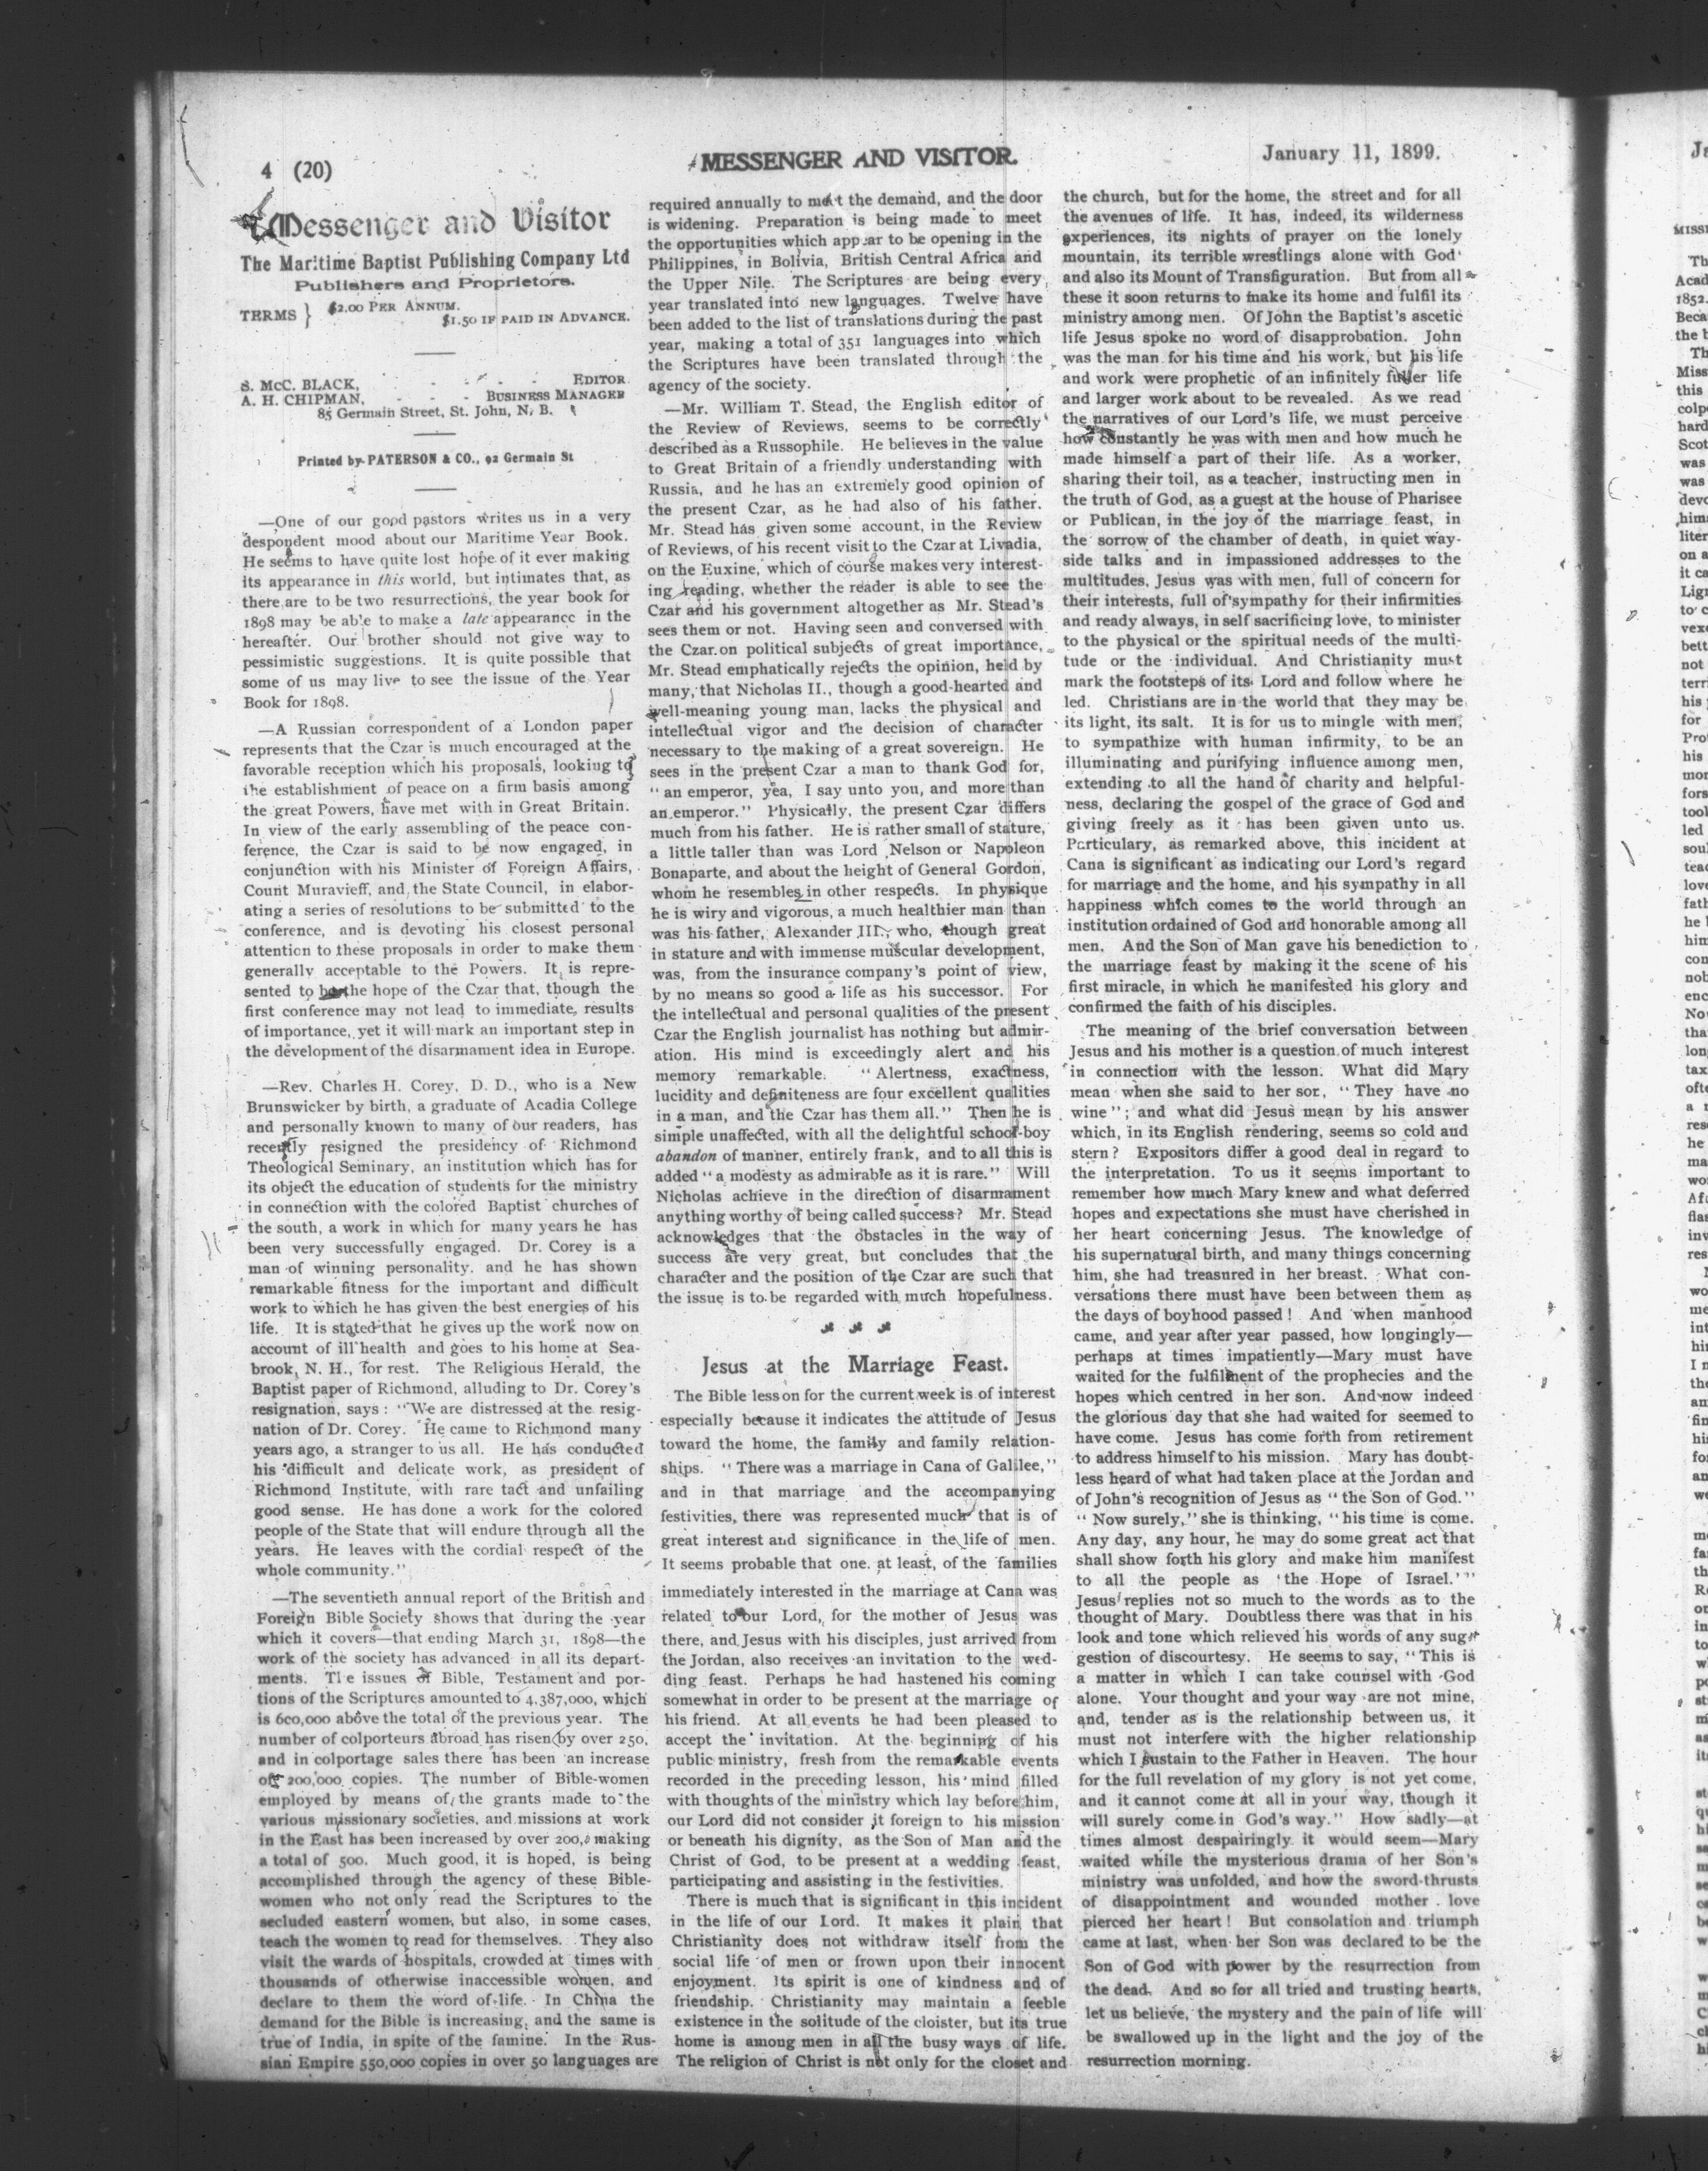 4 (20)
MESSENGER AND VISITOR.
January 11, 1899.
Messenger and Visitor
The Maritime Baptist Publishing Company Ltd
Publishers and Proprietors.
TERMS } $2.00 PER ANNUM.
$1.50 IF PAID IN ADVANCE.
S. MCC. BLACK, - - - EDITOR.
A. H. CHIPMAN, - - - BUSINESS MANAGER
85 Germain Street, St. John, N. B.
Printed by PATERSON & CO., 92 Germain St
—One of our good pastors writes us in a very
despondent mood about our Maritime Year Book.
He seems to have quite lost hope of it ever making
its appearance in this world, but intimates that, as
there are to be two resurrections, the year book for
1898 may be able to make a late appearance in the
hereafter. Our brother should not give way to
pessimistic suggestions. It is quite possible that
some of us may live to see the issue of the Year
Book for 1898.
—A Russian correspondent of a London paper
represents that the Czar is much encouraged at the
favorable reception which his proposals, looking to
the establishment of peace on a firm basis among
the great Powers, have met with in Great Britain.
In view of the early assembling of the peace con-
ference, the Czar is said to be now engaged, in
conjunction with his Minister of Foreign Affairs,
Count Muravieff, and the State Council, in elabor-
ating a series of resolutions to be submitted to the
conference, and is devoting his closest personal
attention to these proposals in order to make them
generally acceptable to the Powers. It is repre-
sented to be the hope of the Czar that, though the
first conference may not lead to immediate, results
of importance, yet it will mark an important step in
the development of the disarmament idea in Europe.
—Rev. Charles H. Corey, D. D., who is a New
Brunswicker by birth, a graduate of Acadia College
and personally known to many of our readers, has
recently resigned the presidency of Richmond
Theological Seminary, an institution which has for
its object the education of students for the ministry
in connection with the colored Baptist churches of
the south, a work in which for many years he has
been very successfully engaged. Dr. Corey is a
man of winning personality. and he has shown
remarkable fitness for the important and difficult
work to which he has given the best energies of his
life. It is stated that he gives up the work now on
account of ill health and goes to his home at Sea-
brook, N. H., for rest. The Religious Herald, the
Baptist paper of Richmond, alluding to Dr. Corey's
resignation, says: "We are distressed at the resig-
nation of Dr. Corey. He came to Richmond many
years ago, a stranger to us all. He has conducted
his difficult and delicate work, as president of
Richmond Institute, with rare tact and unfailing
good sense. He has done a work for the colored
people of the State that will endure through all the
years. He leaves with the cordial respect of the
whole community."
—The seventieth annual report of the British and
Foreign Bible Society shows that during the year
which it covers—that ending March 31, 1898—the
work of the society has advanced in all its depart-
ments. The issues of Bible, Testament and por-
tions of the Scriptures amounted to 4,387,000, which
is 600,000 above the total of the previous year. The
number of colporteurs abroad has risen by over 250,
and in colportage sales there has been an increase
of 200,000 copies. The number of Bible-women
employed by means of the grants made to the
various missionary societies, and missions at work
in the East has been increased by over 200, making
a total of 500. Much good, it is hoped, is being
accomplished through the agency of these Bible-
women who not only read the Scriptures to the
secluded eastern women, but also, in some cases,
teach the women to read for themselves. They also
visit the wards of hospitals, crowded at times with
thousands of otherwise inaccessible women, and
declare to them the word of life. In China the
demand for the Bible is increasing, and the same is
true of India, in spite of the famine. In the Rus-
sian Empire 550,000 copies in over 50 languages are
required annually to meet the demand, and the door
is widening. Preparation is being made to meet
the opportunities which appear to be opening in the
Philippines, in Bolivia, British Central Africa and
the Upper Nile. The Scriptures are being every
year translated into new languages. Twelve have
been added to the list of translations during the past
year, making a total of 351 languages into which
the Scriptures have been translated through the
agency of the society.
—Mr. William T. Stead, the English editor of
the Review of Reviews, seems to be correctly
described as a Russophile. He believes in the value
to Great Britain of a friendly understanding with
Russia, and he has an extremely good opinion of
the present Czar, as he had also of his father.
Mr. Stead has given some account, in the Review
of Reviews, of his recent visit to the Czar at Livadia,
on the Euxine, which of course makes very interest-
ing reading, whether the reader is able to see the
Czar and his government altogether as Mr. Stead's
sees them or not. Having seen and conversed with
the Czar on political subjects of great importance,
Mr. Stead emphatically rejects the opinion, held by
many, that Nicholas II., though a good-hearted and
well-meaning young man, lacks the physical and
intellectual vigor and the decision of character
necessary to the making of a great sovereign. He
sees in the present Czar a man to thank God for,
"an emperor, yea, I say unto you, and more than
an emperor." Physically, the present Czar differs
much from his father. He is rather small of stature,
a little taller than was Lord Nelson or Napoleon
Bonaparte, and about the height of General Gordon,
whom he resembles in other respects. In physique
he is wiry and vigorous, a much healthier man than
was his father, Alexander III., who, though great
in stature and with immense muscular development,
was, from the insurance company's point of view,
by no means so good a life as his successor. For
the intellectual and personal qualities of the present
Czar the English journalist has nothing but admir-
ation. His mind is exceedingly alert and his
memory remarkable. "Alertness, exactness,
lucidity and definiteness are four excellent qualities
in a man, and the Czar has them all." Then he is
simple unaffected, with all the delightful school-boy
abandon of manner, entirely frank, and to all this is
added "a modesty as admirable as it is rare." Will
Nicholas achieve in the direction of disarmament
anything worthy of being called success? Mr. Stead
acknowledges that the obstacles in the way of
success are very great, but concludes that the
character and the position of the Czar are such that
the issue is to be regarded with much hopefulness.
Jesus at the Marriage Feast.
The Bible lesson for the current week is of interest
especially because it indicates the attitude of Jesus
toward the home, the family and family relation-
ships. "There was a marriage in Cana of Galilee,"
and in that marriage and the accompanying
festivities, there was represented much that is of
great interest and significance in the life of men.
It seems probable that one. at least, of the families
immediately interested in the marriage at Cana was
related to our Lord, for the mother of Jesus was
there, and Jesus with his disciples, just arrived from
the Jordan, also receives an invitation to the wed-
ding feast. Perhaps he had hastened his coming
somewhat in order to be present at the marriage of
his friend. At all events he had been pleased to
accept the invitation. At the beginning of his
public ministry, fresh from the remarkable events
recorded in the preceding lesson, his mind filled
with thoughts of the ministry which lay before him,
our Lord did not consider it foreign to his mission
or beneath his dignity, as the Son of Man and the
Christ of God, to be present at a wedding feast,
participating and assisting in the festivities.
There is much that is significant in this incident
in the life of our Lord. It makes it plain that
Christianity does not withdraw itself from the
social life of men or frown upon their innocent
enjoyment. Its spirit is one of kindness and of
friendship. Christianity may maintain a feeble
existence in the solitude of the cloister, but its true
home is among men in all the busy ways of life.
The religion of Christ is not only for the closet and
the church, but for the home, the street and for all
the avenues of life. It has, indeed, its wilderness
experiences, its nights of prayer on the lonely
mountain, its terrible wrestlings alone with God
and also its Mount of Transfiguration. But from all
these it soon returns to make its home and fulfil its
ministry among men. Of John the Baptist's ascetic
life Jesus spoke no word of disapprobation. John
was the man for his time and his work, but his life
and work were prophetic of an infinitely fuller life
and larger work about to be revealed. As we read
the narratives of our Lord's life, we must perceive
how constantly he was with men and how much he
made himself a part of their life. As a worker,
sharing their toil, as a teacher, instructing men in
the truth of God, as a guest at the house of Pharisee
or Publican, in the joy of the marriage feast, in
the sorrow of the chamber of death, in quiet way-
side talks and in impassioned addresses to the
multitudes, Jesus was with men, full of concern for
their interests, full of sympathy for their infirmities
and ready always, in self sacrificing love, to minister
to the physical or the spiritual needs of the multi-
tude or the individual. And Christianity must
mark the footsteps of its Lord and follow where he
led. Christians are in the world that they may be
its light, its salt. It is for us to mingle with men,
to sympathize with human infirmity, to be an
illuminating and purifying influence among men,
extending to all the hand of charity and helpful-
ness, declaring the gospel of the grace of God and
giving freely as it has been given unto us.
Particulary, as remarked above, this incident at
Cana is significant as indicating our Lord's regard
for marriage and the home, and his sympathy in all
happiness which comes to the world through an
institution ordained of God and honorable among all
men. And the Son of Man gave his benediction to
the marriage feast by making it the scene of his
first miracle, in which he manifested his glory and
confirmed the faith of his disciples.
The meaning of the brief conversation between
Jesus and his mother is a question of much interest
in connection with the lesson. What did Mary
mean when she said to her sor, "They have no
wine"; and what did Jesus mean by his answer
which, in its English rendering, seems so cold and
stern? Expositors differ a good deal in regard to
the interpretation. To us it seems important to
remember how much Mary knew and what deferred
hopes and expectations she must have cherished in
her heart concerning Jesus. The knowledge of
his supernatural birth, and many things concerning
him, she had treasured in her breast. What con-
versations there must have been between them as
the days of boyhood passed! And when manhood
came, and year after year passed, how longingly—
perhaps at times impatiently—Mary must have
waited for the fulfilment of the prophecies and the
hopes which centred in her son. And now indeed
the glorious day that she had waited for seemed to
have come. Jesus has come forth from retirement
to address himself to his mission. Mary has doubt-
less heard of what had taken place at the Jordan and
of John's recognition of Jesus as "the Son of God."
"Now surely," she is thinking, "his time is come.
Any day, any hour, he may do some great act that
shall show forth his glory and make him manifest
to all the people as 'the Hope of Israel.'"
Jesus replies not so much to the words as to the
thought of Mary. Doubtless there was that in his
look and tone which relieved his words of any sug-
gestion of discourtesy. He seems to say, "This is
a matter in which I can take counsel with God
alone. Your thought and your way are not mine,
and, tender as is the relationship between us, it
must not interfere with the higher relationship
which I sustain to the Father in Heaven. The hour
for the full revelation of my glory is not yet come,
and it cannot come at all in your way, though it
will surely come in God's way." How sadly—at
times almost despairingly it would seem—Mary
waited while the mysterious drama of her Son's
ministry was unfolded, and how the sword-thrusts
of disappointment and wounded mother love
pierced her heart! But consolation and triumph
came at last, when her Son was declared to be the
Son of God with power by the resurrection from
the dead. And so for all tried and trusting hearts,
let us believe, the mystery and the pain of life will
be swallowed up in the light and the joy of the
resurrection morning.